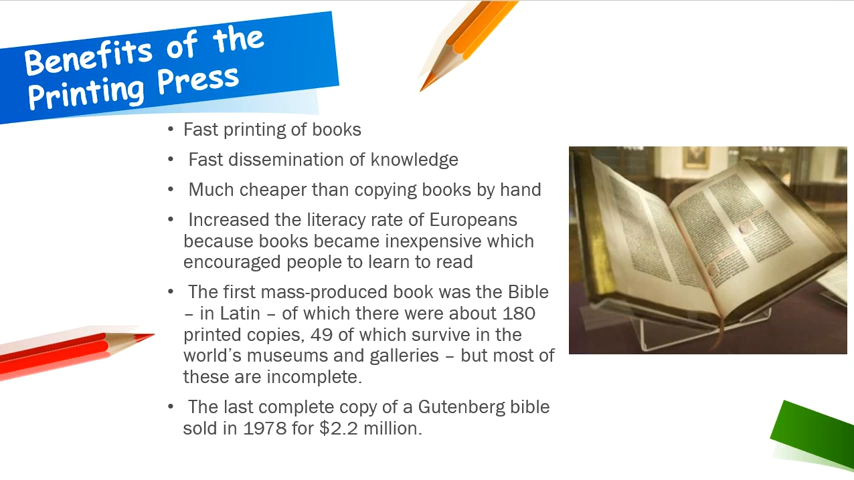 Benefits of the
Printing Press
• Fast printing of books
• Fast dissemination of knowledge
• Much cheaper than copying books by hand
• Increased the literacy rate of Europeans
because books became inexpensive which
encouraged people to learn to read
• The first mass-produced book was the Bible
– in Latin – of which there were about 180
printed copies, 49 of which survive in the
world’s museums and galleries – but most of
these are incomplete.
• The last complete copy of a Gutenberg bible
sold in 1978 for $2.2 million.